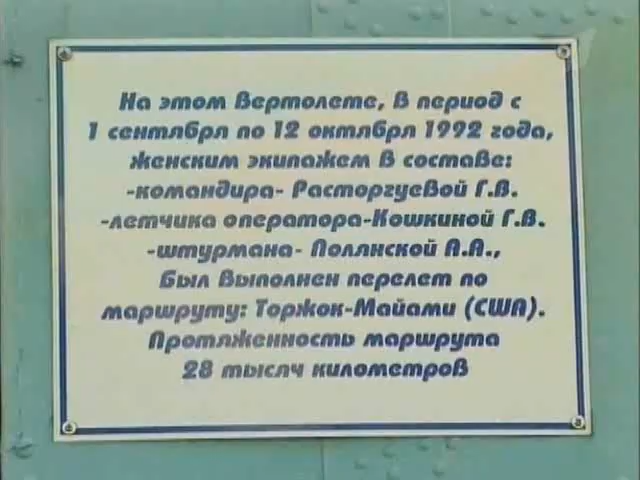 На этом Вертолете, В период с
1 сентября по 12 октября 1992 года,
женским экипажем В составе:
-командира- Расторгуевой Г.В.
-летчика оператора-Кошкиной Г.В.
-штурмана- Полянской А.А.,
Был Выполнен перелет по
маршруту: Торжок-Майами (США).
Протяженность маршрута
28 тысяч километров